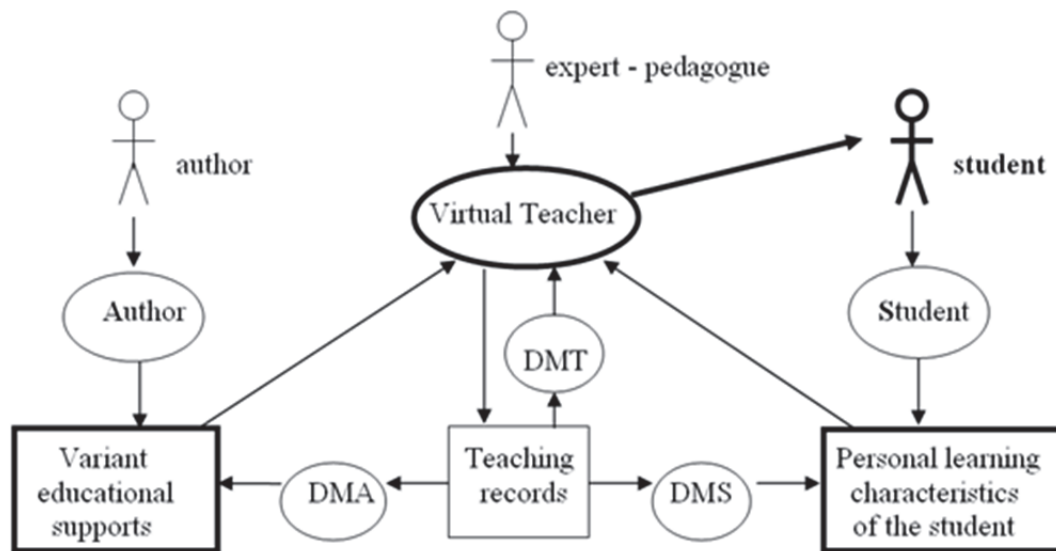 expert - pedagogue
author
student
Virtual Teacher
Author
Student
DMT
Variant
educational
supports
DMA
Teaching
records
DMS
Personal learning
characteristics
of the student